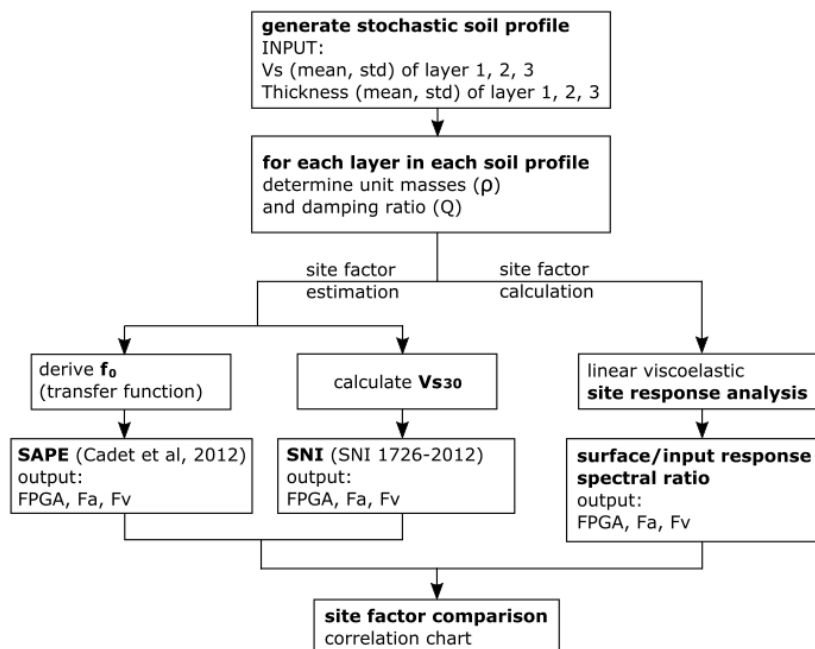 generate stochastic soil profile
INPUT:
Vs (mean, std) of layer 1, 2, 3
Thickness (mean, std) of layer 1, 2, 3
for each layer in each soil profile
determine unit masses (ρ)
and damping ratio (Q)
site factor
estimation
site factor
calculation
derive f₀
(transfer function)
calculate Vs₃₀
linear viscoelastic
site response analysis
SAPE (Cadet et al, 2012)
output:
FPGA, Fa, Fv
SNI (SNI 1726-2012)
output:
FPGA, Fa, Fv
surface/input response
spectral ratio
output:
FPGA, Fa, Fv
site factor comparison
correlation chart